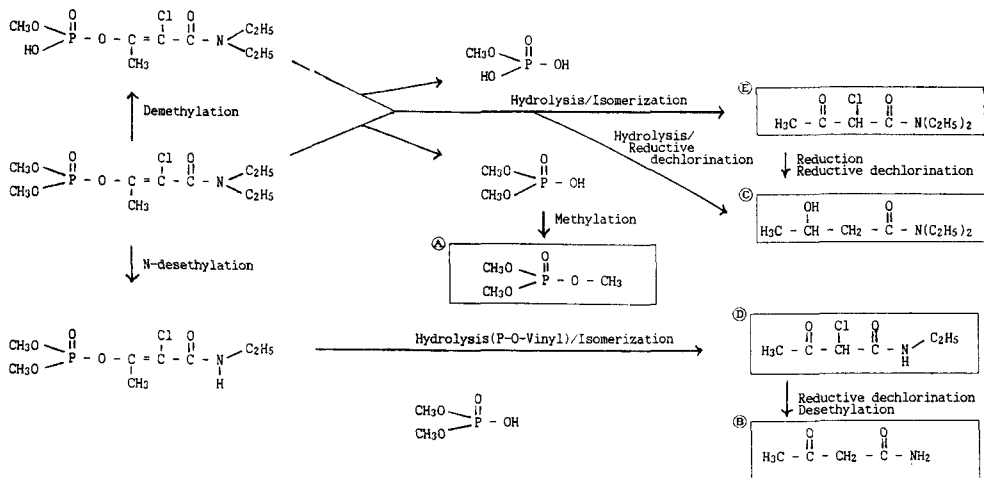 CH3O HO P O - O - C = C - C - N C2H5 C2H5 Cl O CH3
Demethylation
CH3O CH3O P O - O - C = C - C - N C2H5 C2H5 Cl O CH3
N-desethylation
CH3O CH3O P O - O - C = C - C - N C2H5 H Cl O CH3
CH3O HO P O - OH
Hydrolysis/Isomerization
Hydrolysis/
Reductive
dechlorination
CH3O CH3O P O - OH
Methylation
Ⓐ
CH3O CH3O P O - O - CH3
Hydrolysis(P-O-Vinyl)/Isomerization
CH3O CH3O P O - OH
Ⓔ
O Cl O
H3C - C - CH - C - N(C2H5)2
Reduction
Reductive dechlorination
Ⓒ
OH O
H3C - CH - CH2 - C - N(C2H5)2
Ⓓ
Cl
O O
H3C - C - CH - C - N C2H5
H
Reductive dechlorination
Desethylation
Ⓑ
O O
H3C - C - CH2 - C - NH2